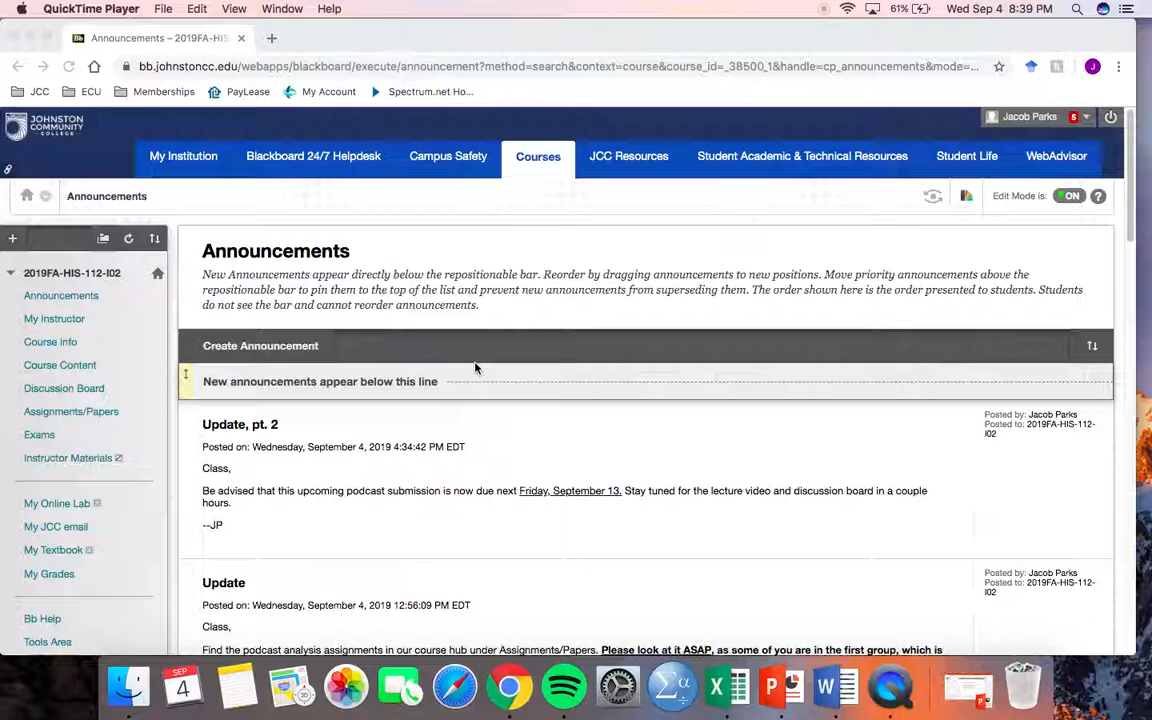 QuickTime Player File Edit View Window Help 61% Wed Sep 4 8:39 PM
Announcements – 2019FA-HIS
bb.johnstoncc.edu/webapps/blackboard/execute/announcement?method=search&context=course&course_id=_38500_1&handle=cp_announcements&mode=...
JCC ECU Memberships PayLease My Account Spectrum.net Ho...
JOHNSTON
COMMUNITY
COLLEGE
Jacob Parks 5
My Institution Blackboard 24/7 Helpdesk Campus Safety Courses JCC Resources Student Academic & Technical Resources Student Life WebAdvisor
Announcements Edit Mode is: ON ?
2019FA-HIS-112-I02
Announcements
My Instructor
Course Info
Course Content
Discussion Board
Assignments/Papers
Exams
Instructor Materials
My Online Lab
My JCC email
My Textbook
My Grades
Bb Help
Tools Area
Announcements
New Announcements appear directly below the repositionable bar. Reorder by dragging announcements to new positions. Move priority announcements above the
repositionable bar to pin them to the top of the list and prevent new announcements from superseding them. The order shown here is the order presented to students. Students
do not see the bar and cannot reorder announcements.
Create Announcement
New announcements appear below this line
Update, pt. 2
Posted on: Wednesday, September 4, 2019 4:34:42 PM EDT
Class,
Be advised that this upcoming podcast submission is now due next Friday, September 13. Stay tuned for the lecture video and discussion board in a couple
hours.
--JP
Posted by: Jacob Parks
Posted to: 2019FA-HIS-112-
I02
Update
Posted on: Wednesday, September 4, 2019 12:56:09 PM EDT
Class,
Find the podcast analysis assignments in our course hub under Assignments/Papers. Please look at it ASAP, as some of you are in the first group, which is
Posted by: Jacob Parks
Posted to: 2019FA-HIS-112-
I02
SEP
4